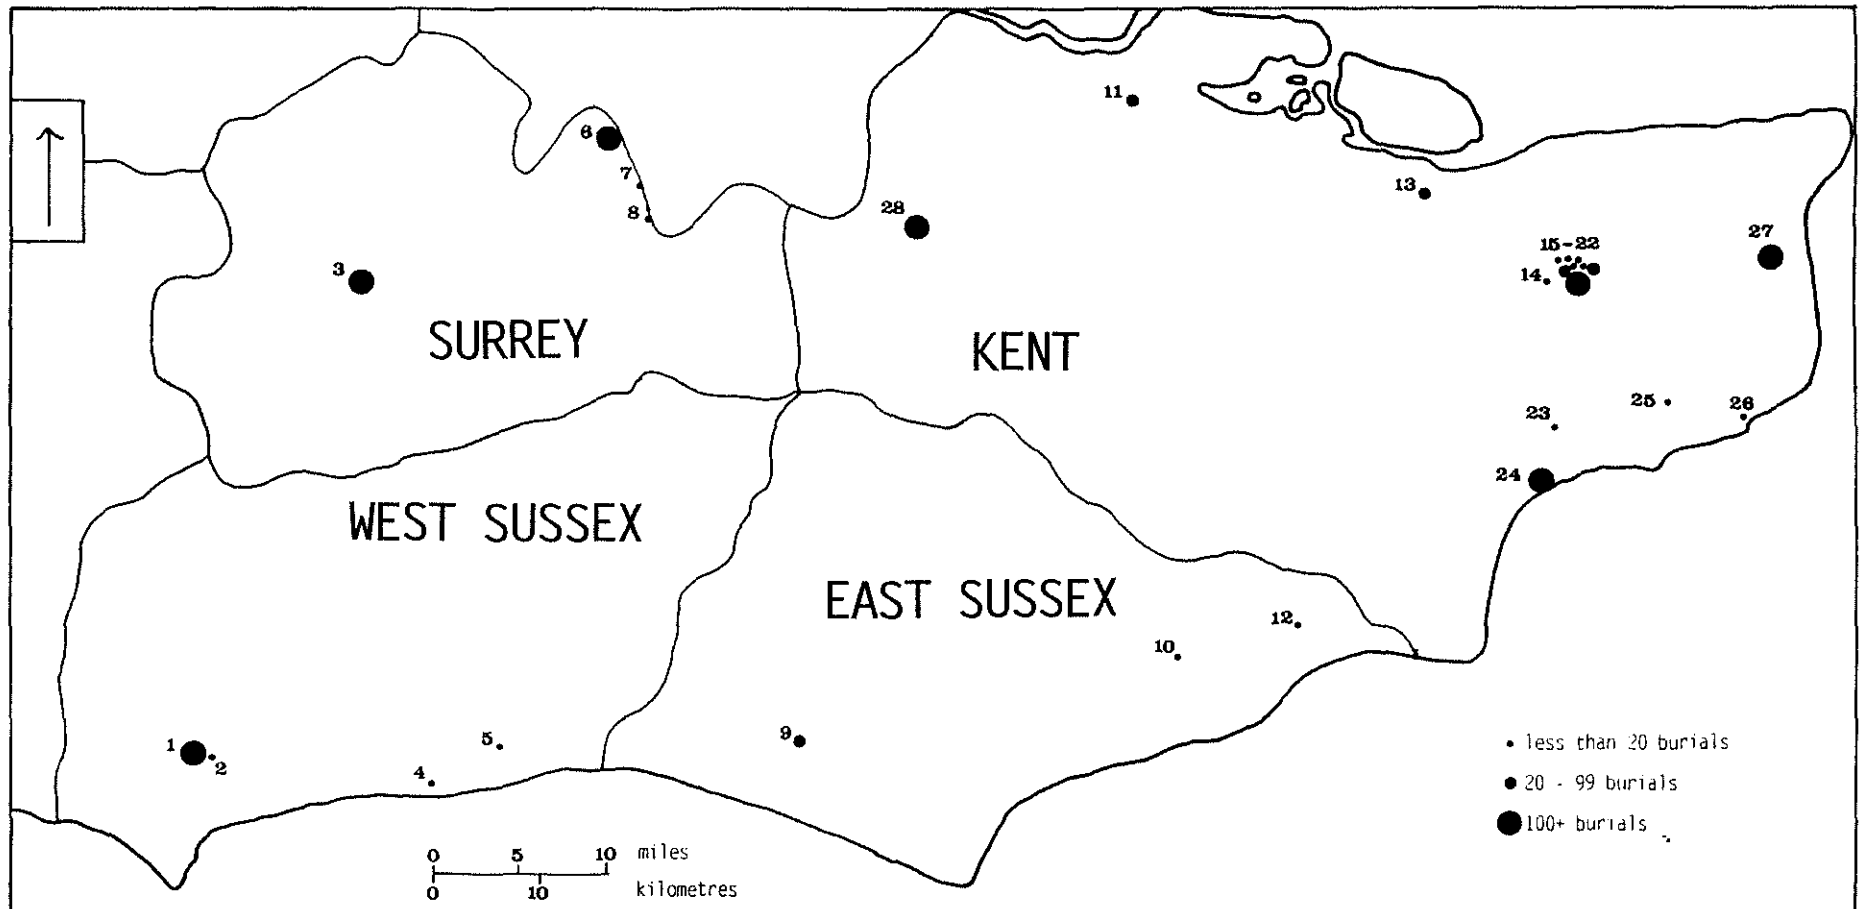 11
6
7
13
8
28
15-22
27
14
3
SURREY
KENT
25
26
23
24
WEST SUSSEX
EAST SUSSEX
12
10
1
2
5
9
4
less than 20 burials
20 - 99 burials
100+ burials
0 5 10 miles
0 10 kilometres